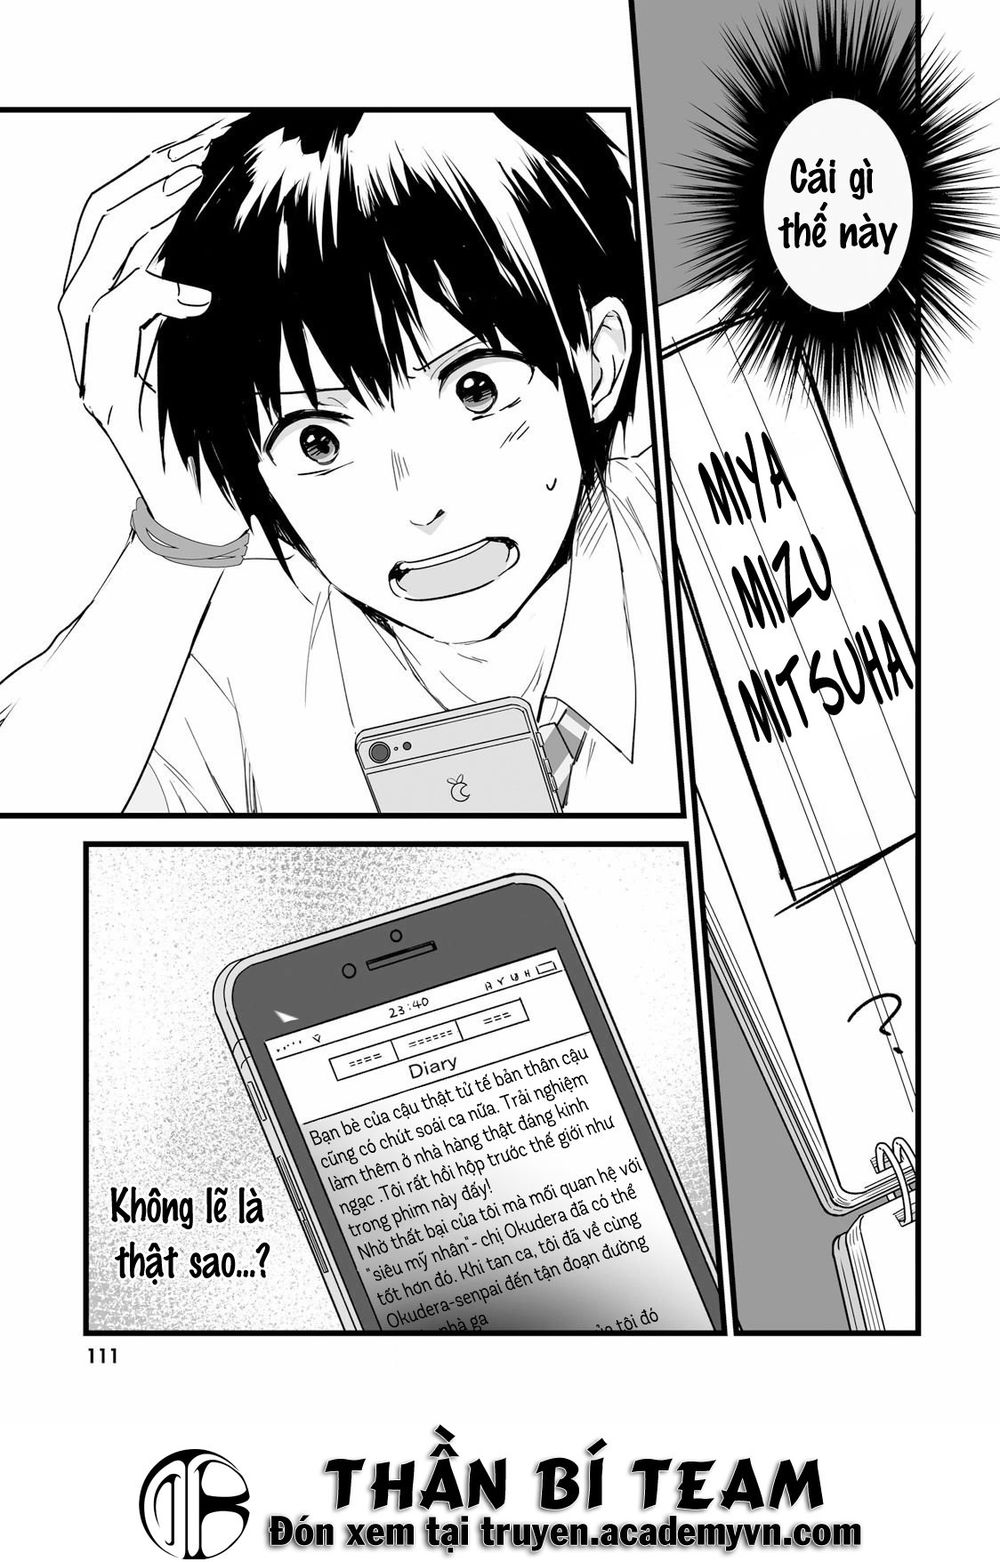 Cái gì
thế này
MIYA
MIZU
MITSUHA
?
23:40
A Y U H
====
======
===
Diary
Bạn bè của cậu thật tử tế bản thân cậu
cũng có chút soái ca nữa. Trải nghiệm
làm thêm ở nhà hàng thật đáng kinh
ngạc .Tôi rất hồi hộp trước thế giới như
trong phim này đấy!
Nhờ thất bại của tôi mà mối quan hệ với
"siêu mỹ nhân"- chị Okudera đã có thể
tốt hơn đó. Khi tan ca, tôi đã về cùng
Okudera-senpai đến tận đoạn đường
nhà ga
của tôi đó
Không lẽ là
thật sao...?
111
THẦN BÍ TEAM
Đón xem tại truyen.academyvn.com